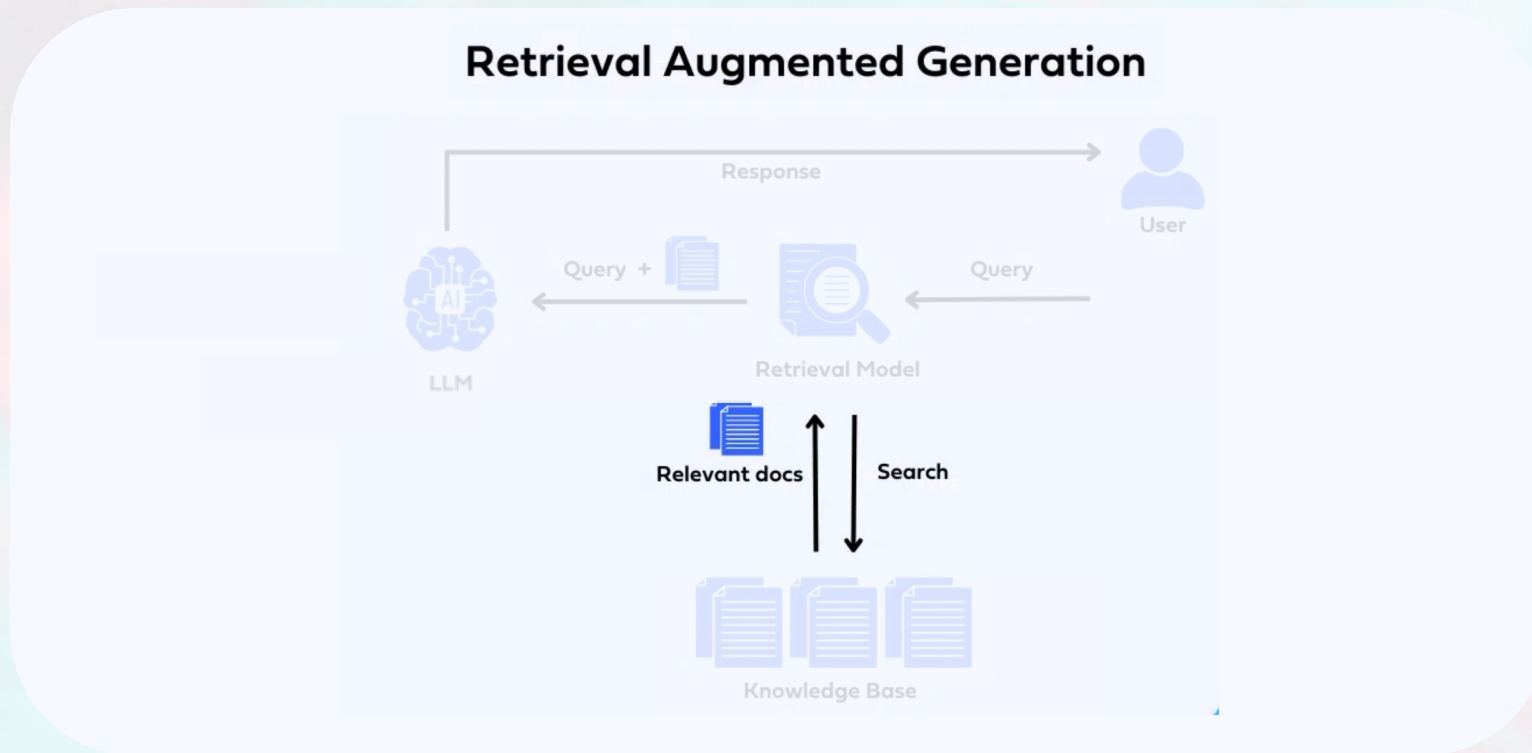 Retrieval Augmented Generation
Response
User
Query +
Query
AI
LLM
Retrieval Model
Relevant docs
Search
Knowledge Base